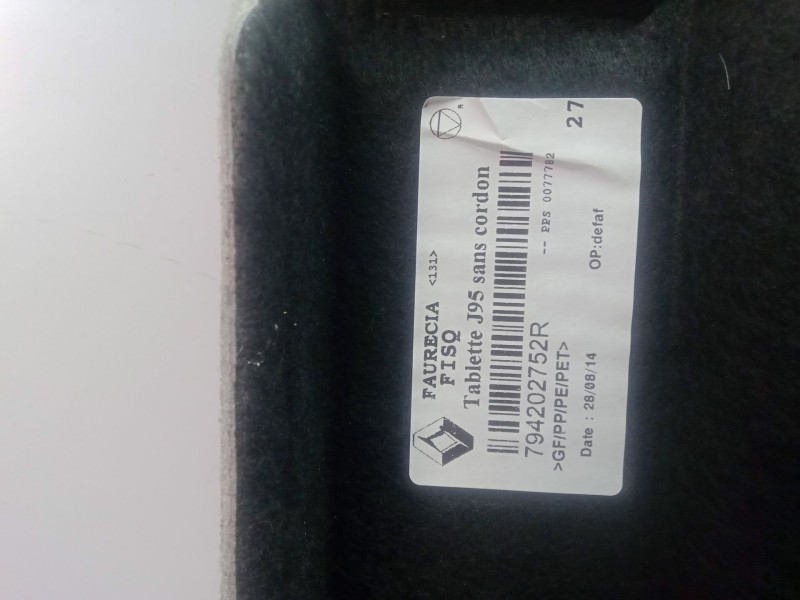 FAURECIA <131>
FISQ
Tablette J95 sans cordon
794202752R
-- PPS 0077782
>GF/PP/PE/PET>
Date : 28/08/14
OP:defaf
27